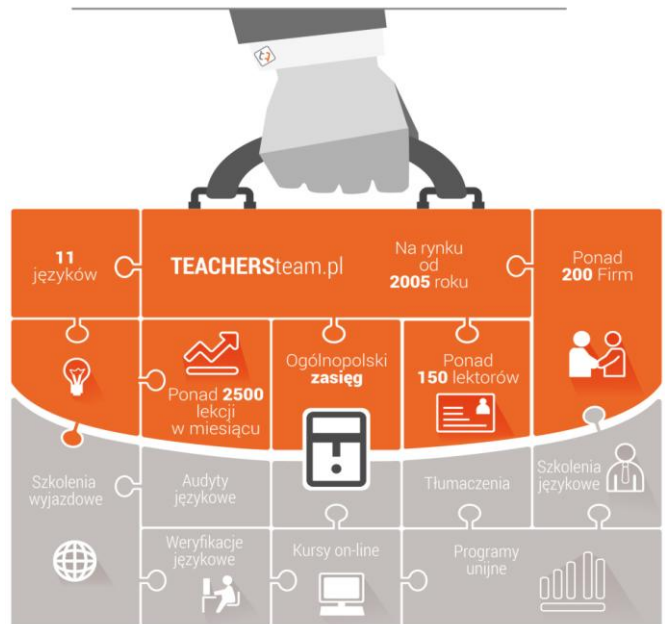 11
języków
TEACHERSteam.pl
Na rynku
od
2005 roku
Ponad
200 Firm
Ponad 2500
lekcji
w miesiącu
Ogólnopolski
zasięg
Ponad
150 lektorów
Szkolenia
wyjazdowe
Audyty
językowe
Tłumaczenia
Szkolenia
językowe
Weryfikacje
językowe
Kursy on-line
Programy
unijne